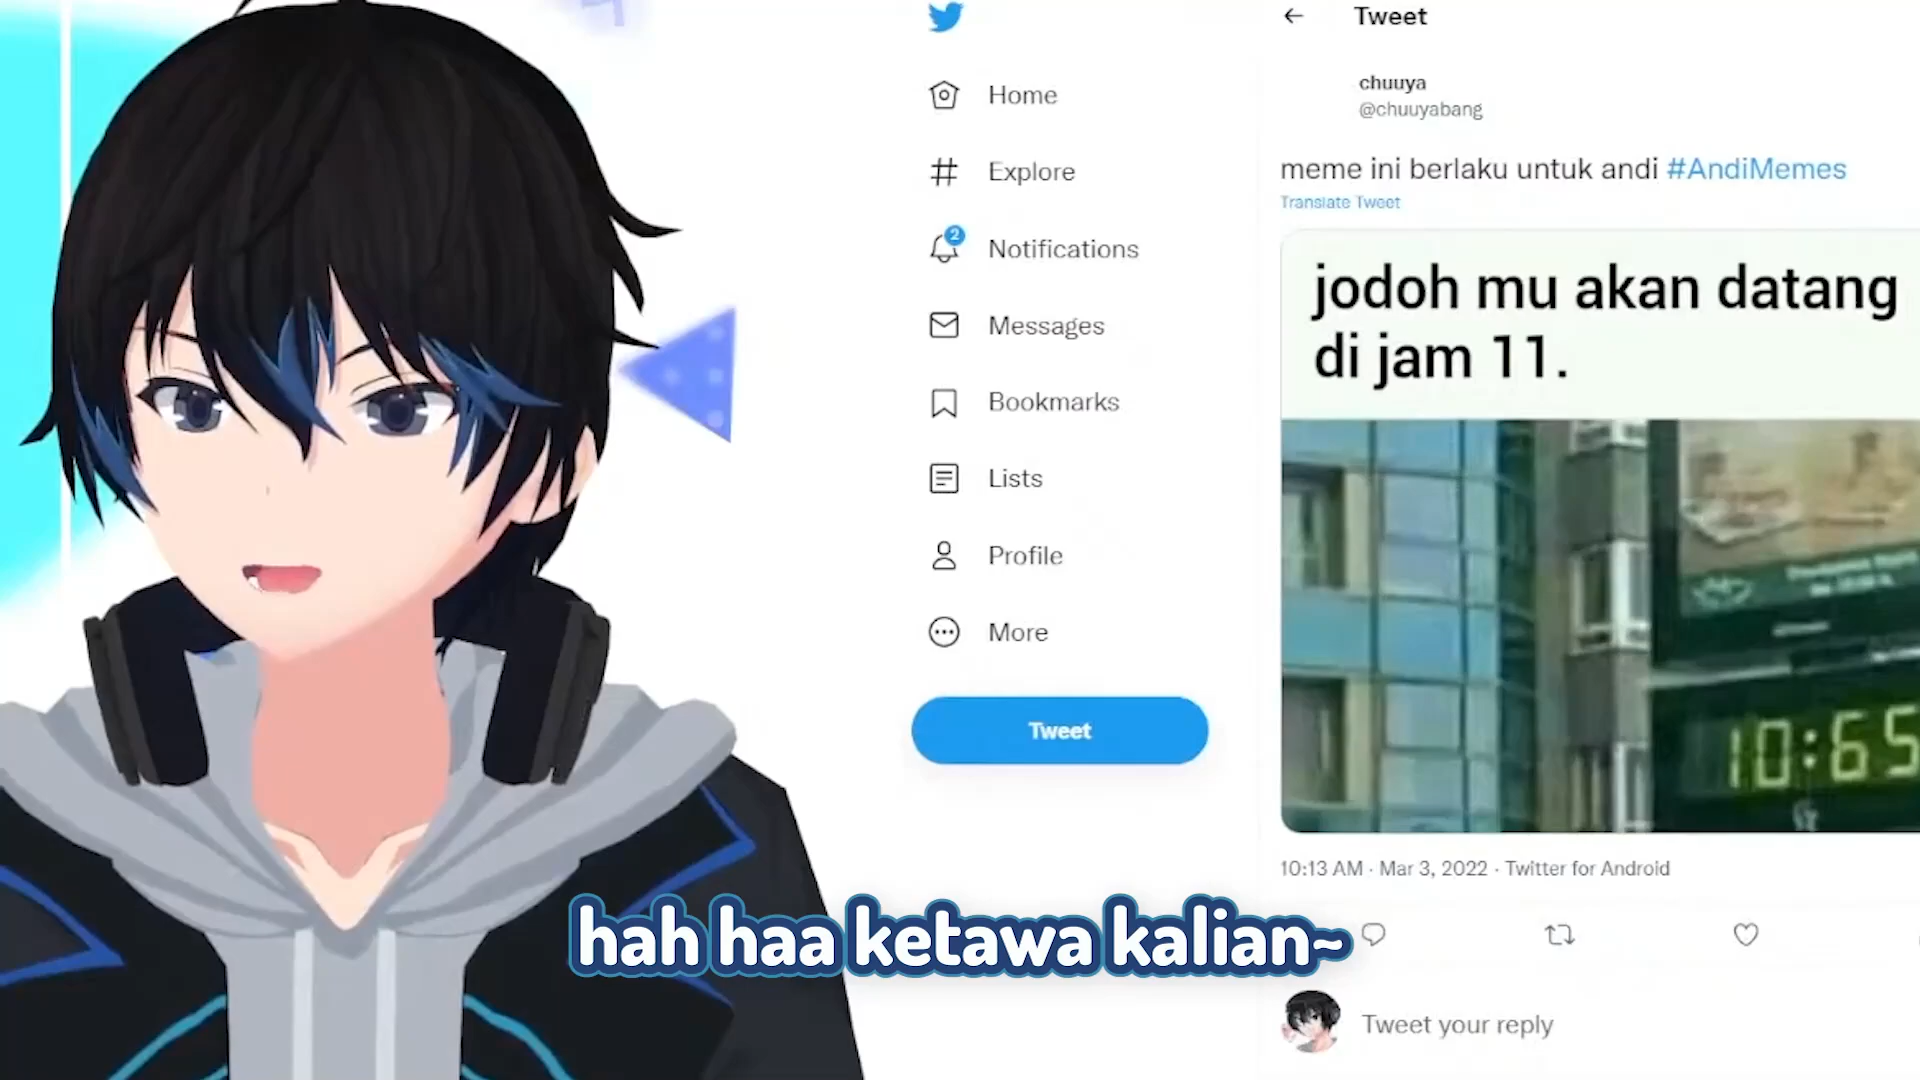 Home
Explore
2
Notifications
Messages
Bookmarks
Lists
Profile
More
Tweet
Tweet
chuuya
@chuuyabang
meme ini berlaku untuk andi #AndiMemes
Translate Tweet
jodoh mu akan datang
di jam 11.
10:65
10:13 AM · Mar 3, 2022 · Twitter for Android
hah haa ketawa kalian~
Tweet your reply